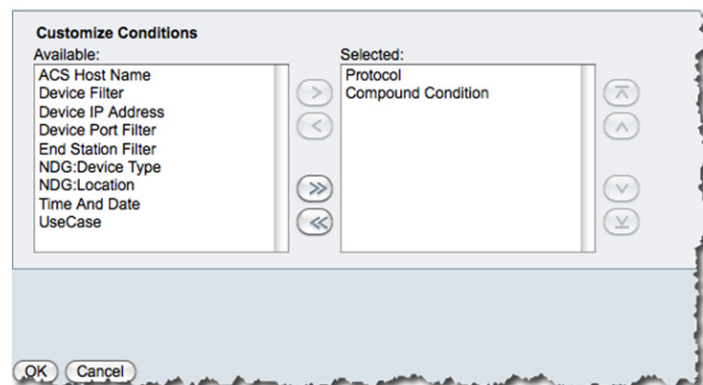 Customize Conditions
Available:
Selected:
ACS Host Name
Device Filter
Device IP Address
Device Port Filter
End Station Filter
NDG:Device Type
NDG:Location
Time And Date
UseCase
Protocol
Compound Condition
OK
Cancel